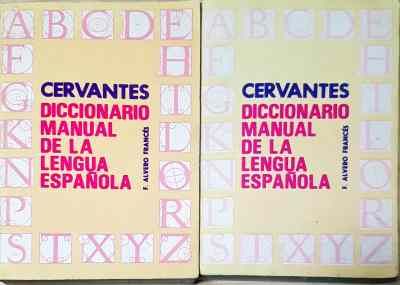 A B C D E
F H
CERVANTES
DICCIONARIO
MANUAL
DE LA
LENGUA
ESPAÑOLA
F. ALVERO FRANCÉS
G I
K L
N O
P R
S T X Y Z
A B C D E
F H
CERVANTES
DICCIONARIO
MANUAL
DE LA
LENGUA
ESPAÑOLA
F. ALVERO FRANCÉS
G I
K L
N O
P R
S T X Y Z